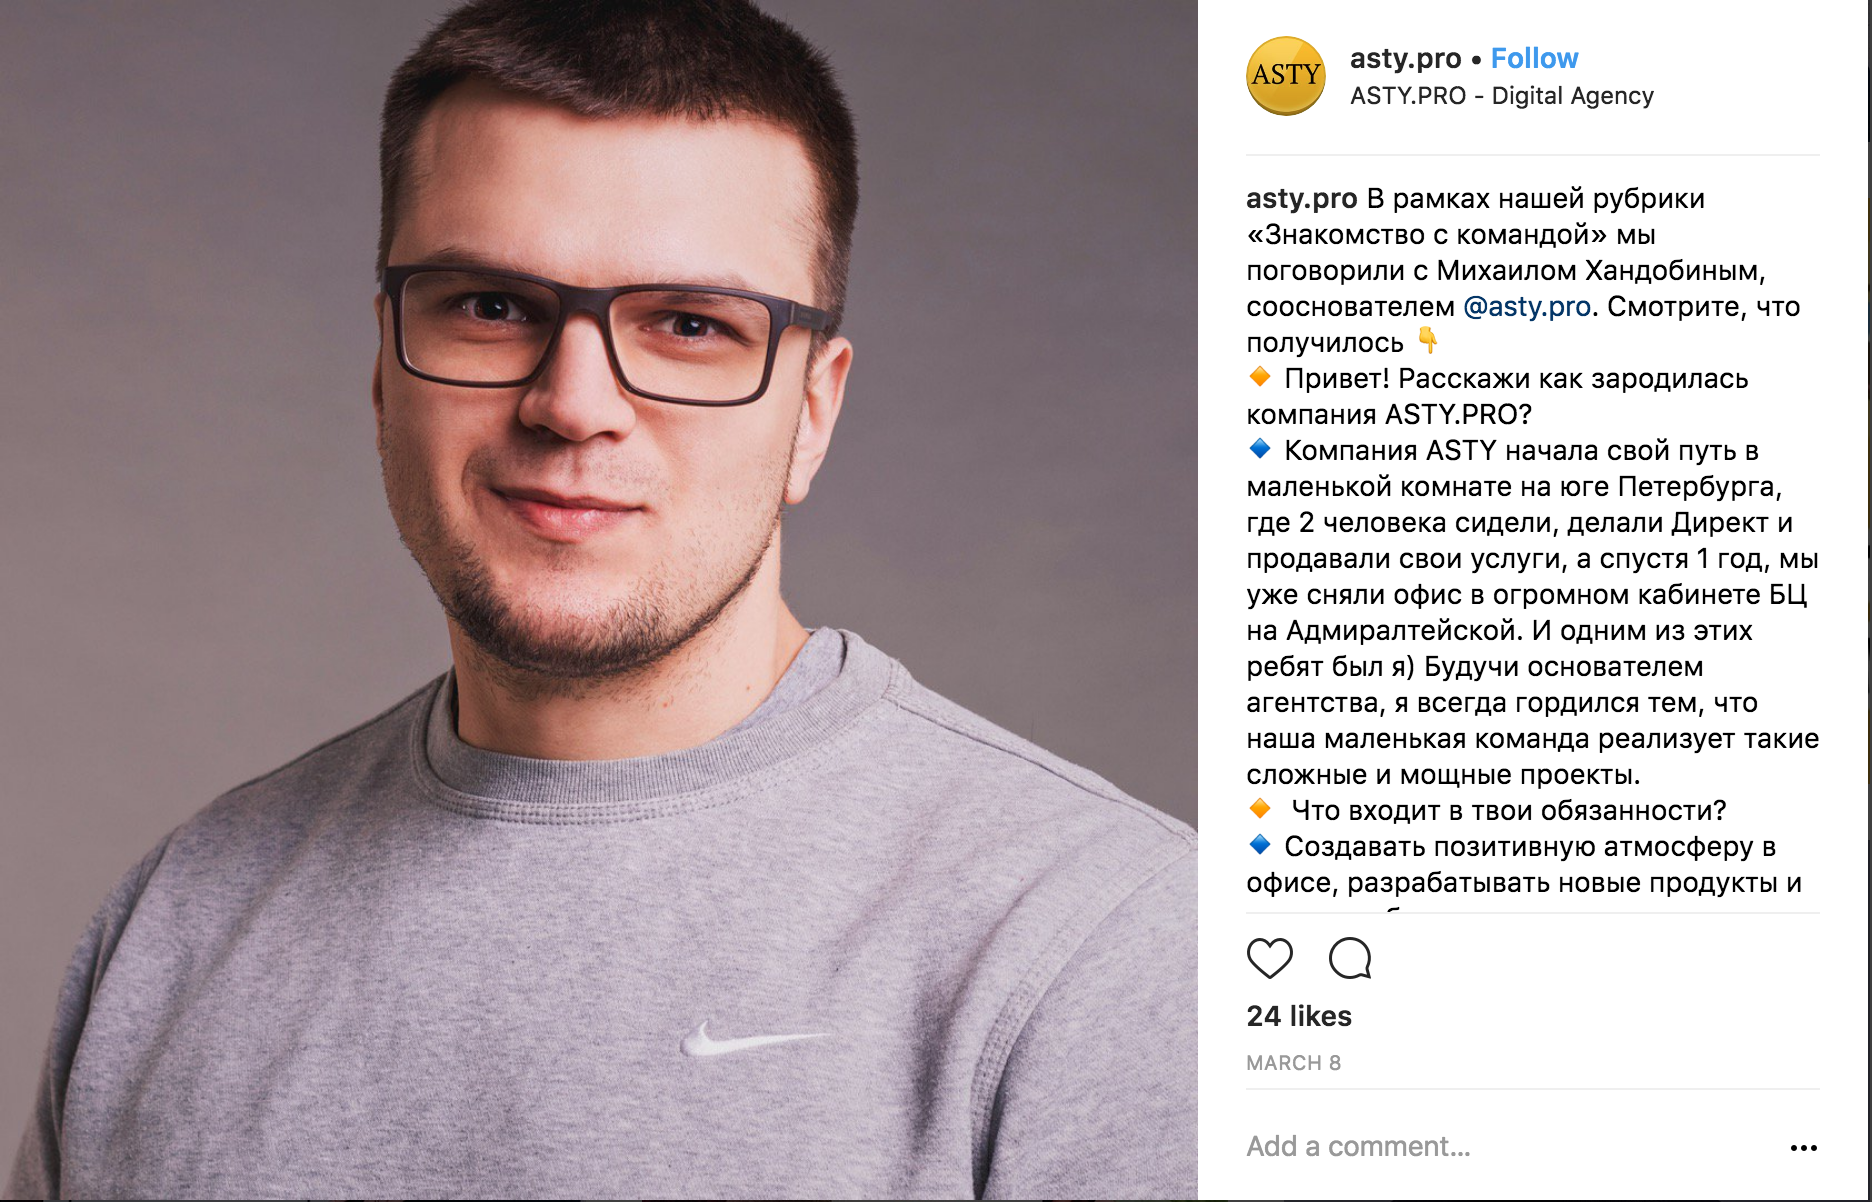 ASTY
asty.pro • Follow
ASTY.PRO - Digital Agency
asty.pro В рамках нашей рубрики
«Знакомство с командой» мы
поговорили с Михаилом Хандобиным,
сооснователем @asty.pro. Смотрите, что
получилось 👇
🔸 Привет! Расскажи как зародилась
компания ASTY.PRO?
🔹 Компания ASTY начала свой путь в
маленькой комнате на юге Петербурга,
где 2 человека сидели, делали Директ и
продавали свои услуги, а спустя 1 год, мы
уже сняли офис в огромном кабинете БЦ
на Адмиралтейской. И одним из этих
ребят был я) Будучи основателем
агентства, я всегда гордился тем, что
наша маленькая команда реализует такие
сложные и мощные проекты.
🔸 Что входит в твои обязанности?
🔹 Создавать позитивную атмосферу в
офисе, разрабатывать новые продукты и
24 likes
MARCH 8
Add a comment...